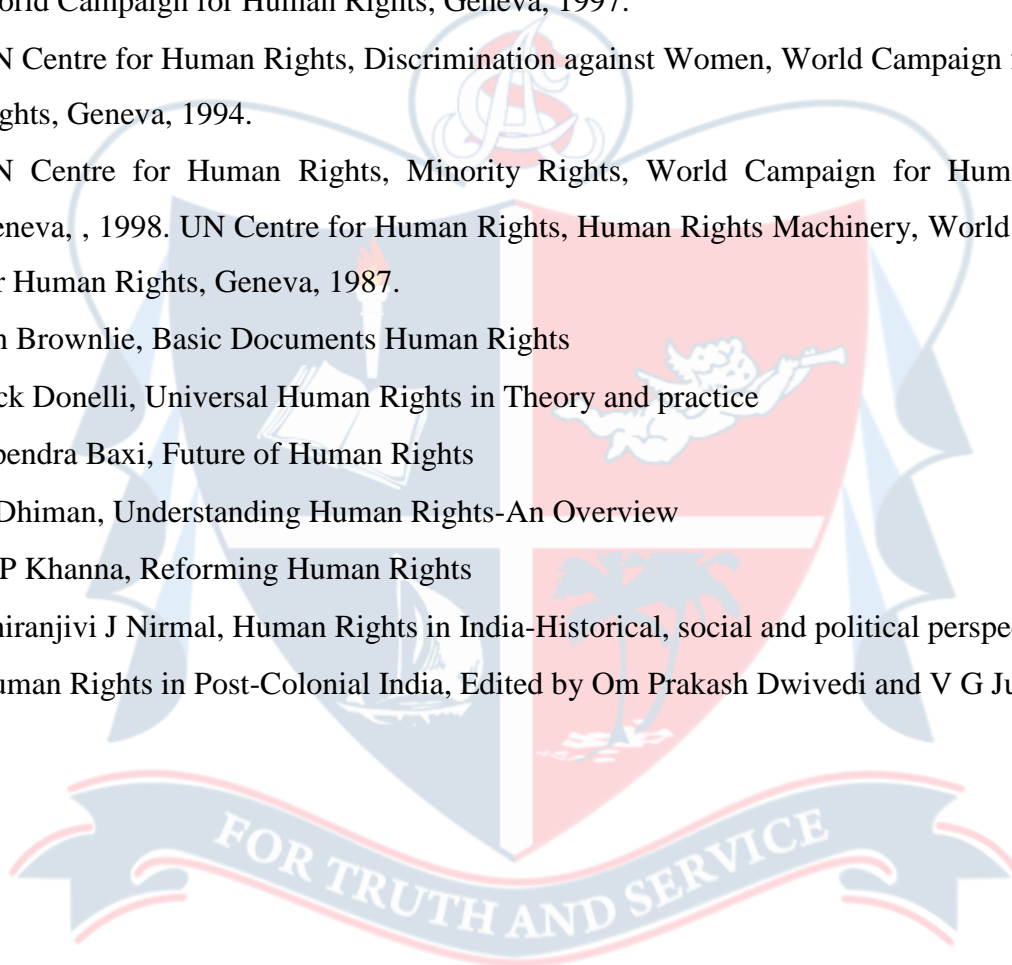 orld Campaign for Human Rights, Geneva, 1997.
N Centre for Human Rights, Discrimination against Women, World Campaign
ghts, Geneva, 1994.
N Centre for Human Rights, Minority Rights, World Campaign for Hum
eneva, , 1998. UN Centre for Human Rights, Human Rights Machinery, World
r Human Rights, Geneva, 1987.
n Brownlie, Basic Documents Human Rights
ck Donelli, Universal Human Rights in Theory and practice
pendra Baxi, Future of Human Rights
Dhiman, Understanding Human Rights-An Overview
P Khanna, Reforming Human Rights
iranjivi J Nirmal, Human Rights in India-Historical, social and political perspe
uman Rights in Post-Colonial India, Edited by Om Prakash Dwivedi and V G Ju
FOR TRUTH AND SERVICE